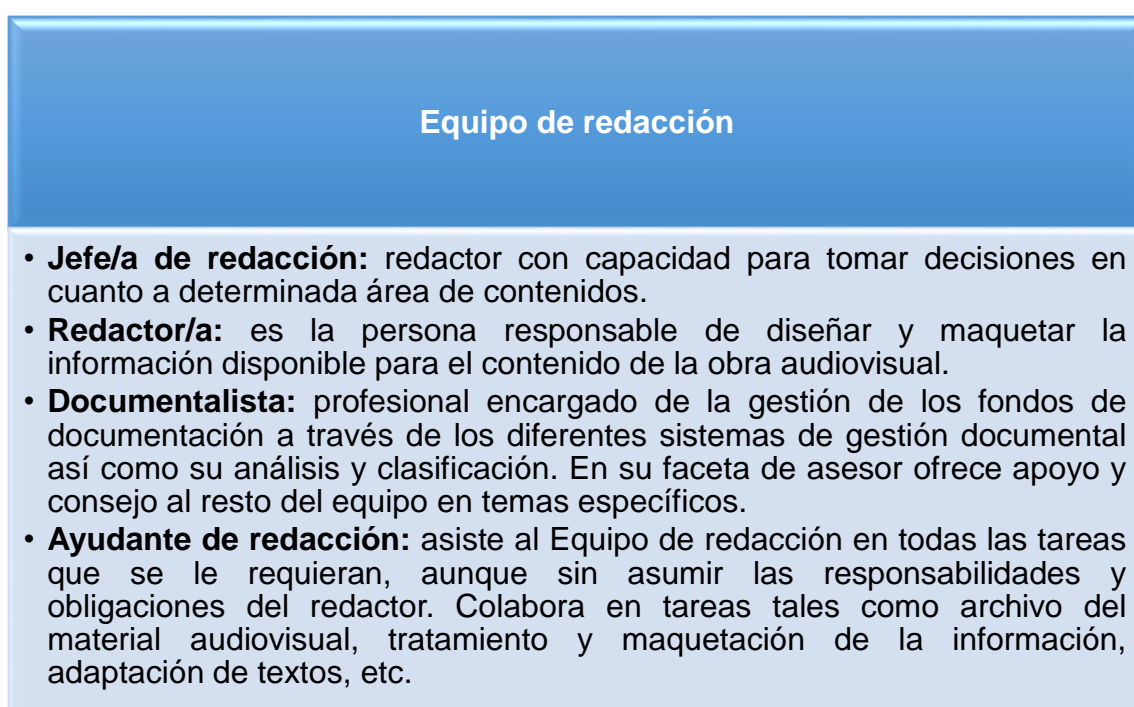 Equipo de redacción
• Jefe/a de redacción: redactor con capacidad para tomar decisiones en
cuanto a determinada área de contenidos.
• Redactor/a: es la persona responsable de diseñar y maquetar la
información disponible para el contenido de la obra audiovisual.
• Documentalista: profesional encargado de la gestión de los fondos de
documentación a través de los diferentes sistemas de gestión documental
así como su análisis y clasificación. En su faceta de asesor ofrece apoyo y
consejo al resto del equipo en temas específicos.
• Ayudante de redacción: asiste al Equipo de redacción en todas las tareas
que se le requieran, aunque sin asumir las responsabilidades y
obligaciones del redactor. Colabora en tareas tales como archivo del
material audiovisual, tratamiento y maquetación de la información,
adaptación de textos, etc.